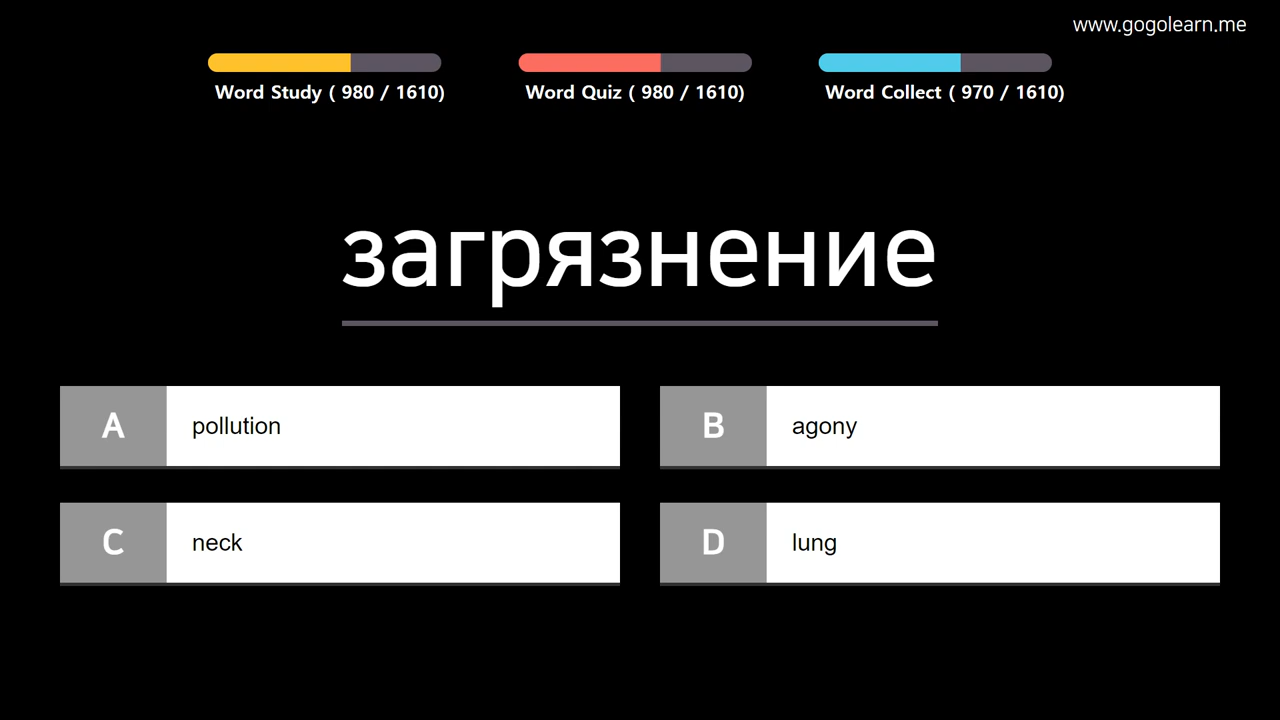 www.gogolearn.me
Word Study ( 980 / 1610)
Word Quiz ( 980 / 1610)
Word Collect ( 970 / 1610)
загрязнение
A pollution
B agony
C neck
D lung